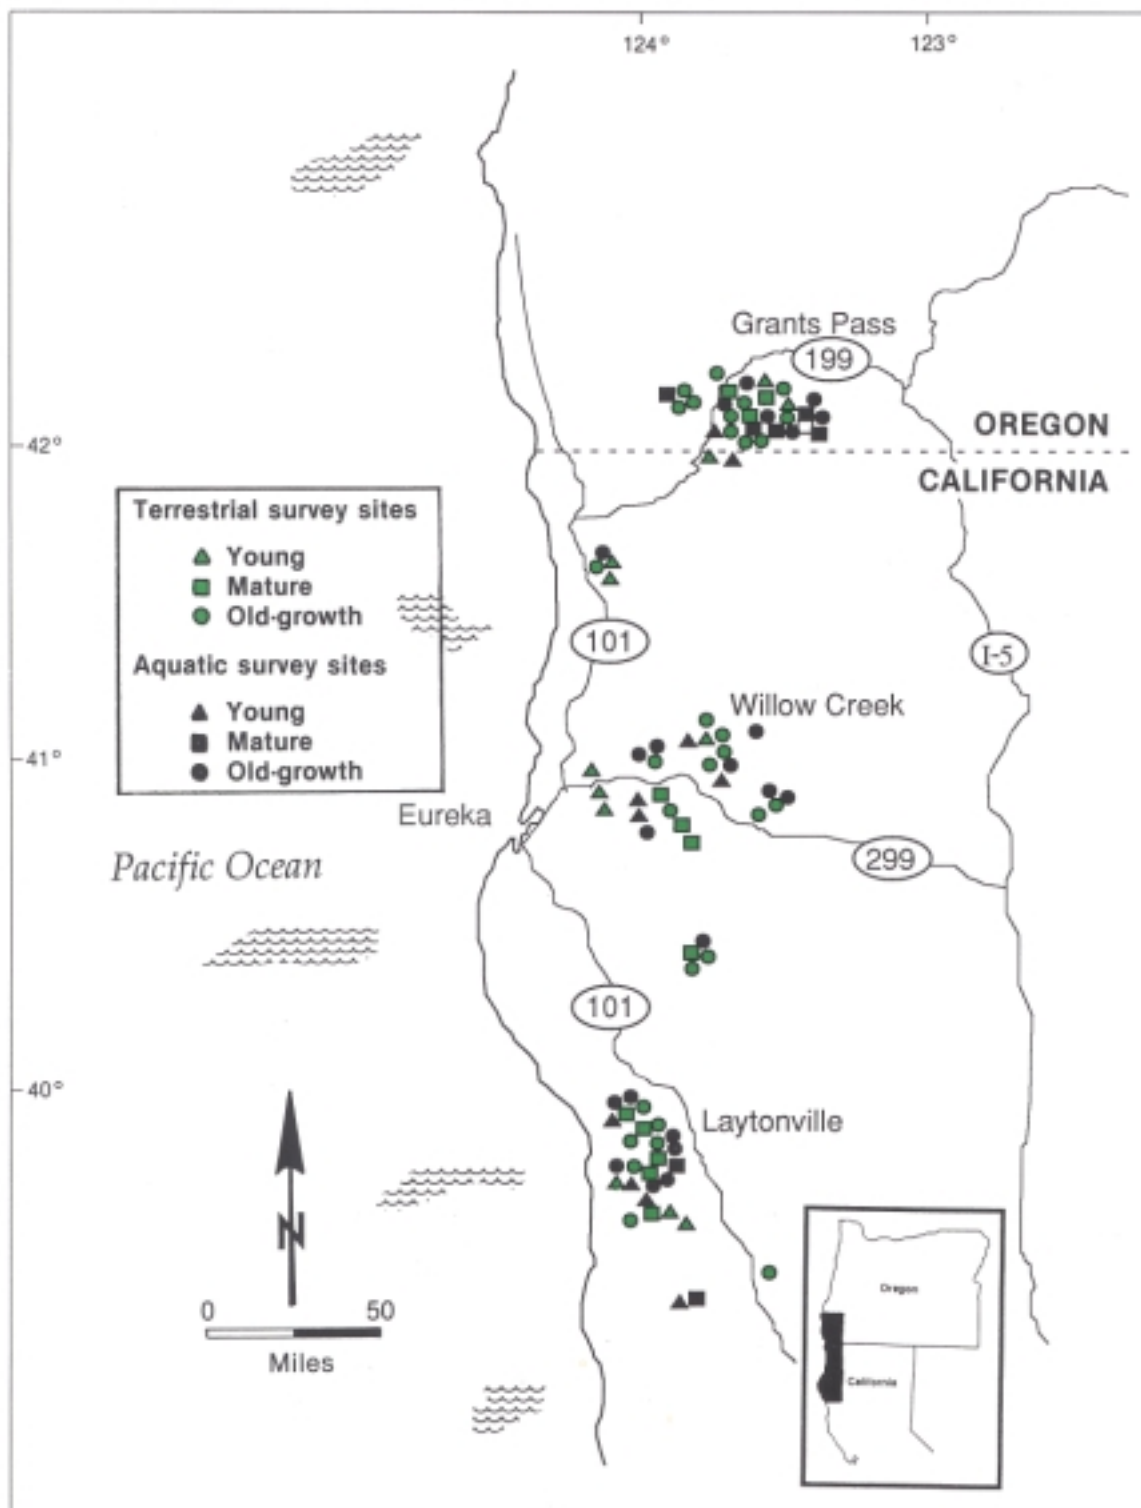 124°
123°
Grants Pass
199
42°
OREGON
CALIFORNIA
Terrestrial survey sites
Young
Mature
Old-growth
Aquatic survey sites
Young
Mature
Old-growth
101
I-5
Willow Creek
41°
Eureka
Pacific Ocean
299
101
40°
Laytonville
N
0 50
Miles
Oregon
California